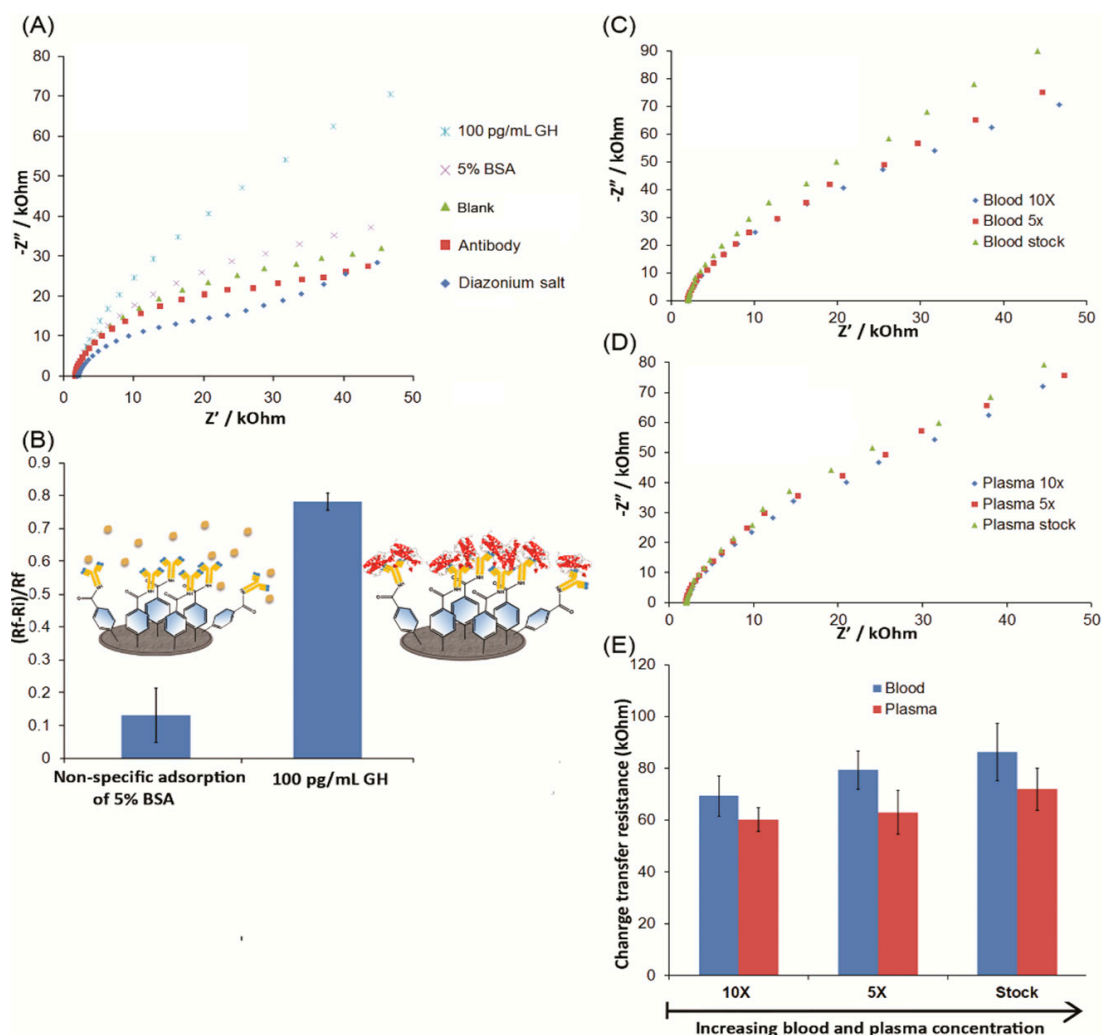 (A)
80
70
60
50
40
30
20
10
0
-Z″ / kOhm
0 10 20 30 40 50
Z′ / kOhm
100 pg/mL GH
5% BSA
Blank
Antibody
Diazonium salt
(B)
0.9
0.8
0.7
0.6
0.5
0.4
0.3
0.2
0.1
0
(Rf-Ri)/Rf
Non-specific adsorption
of 5% BSA
100 pg/mL GH
(C)
90
80
70
60
50
40
30
20
10
0
-Z″ / kOhm
0 10 20 30 40 50
Z′ / kOhm
Blood 10X
Blood 5x
Blood stock
(D)
80
70
60
50
40
30
20
10
0
-Z″ / kOhm
0 10 20 30 40 50
Z′ / kOhm
Plasma 10x
Plasma 5x
Plasma stock
(E)
120
100
80
60
40
20
0
Chanrge transfer resistance (kOhm)
Blood
Plasma
10X 5X Stock
Increasing blood and plasma concentration